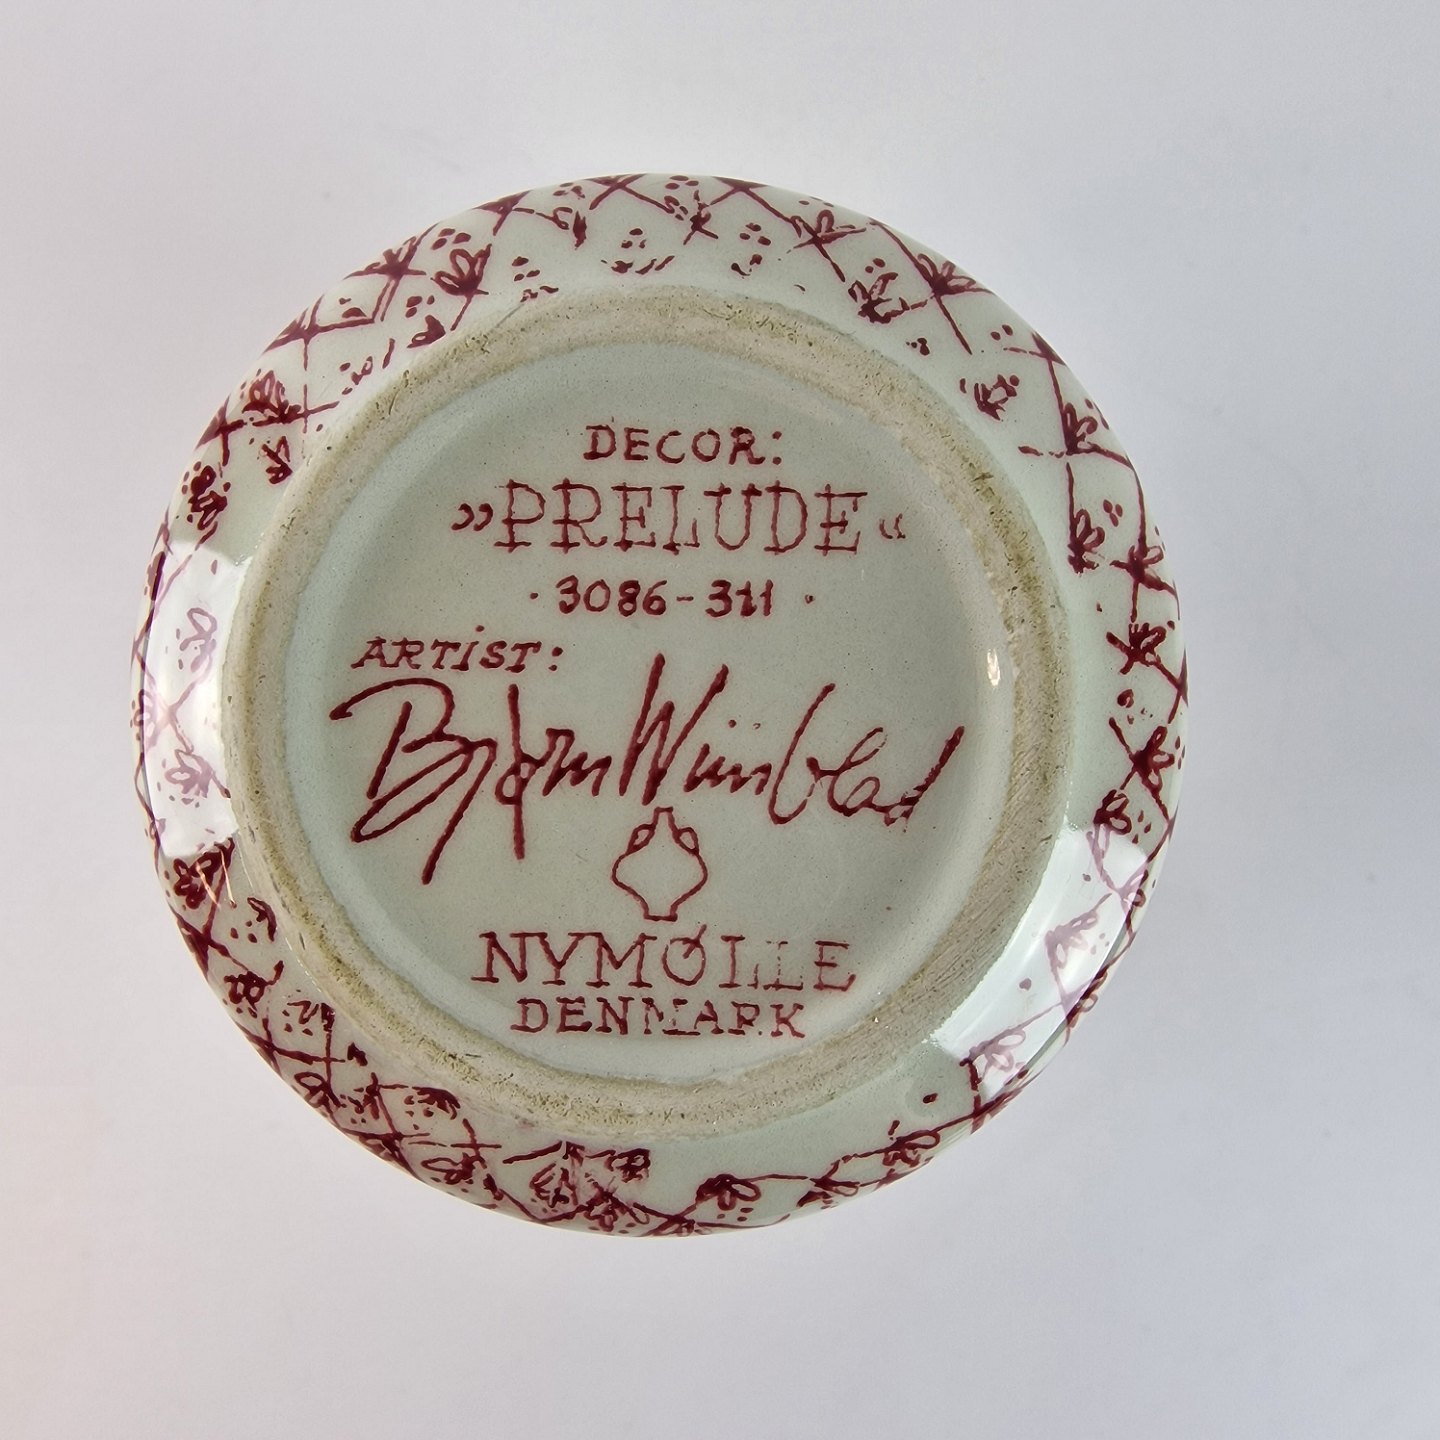 DECOR:
»PRELUDE«
·3086-311·
ARTIST:
Bjørn Wiinblad
NYMØLLE
DENMARK